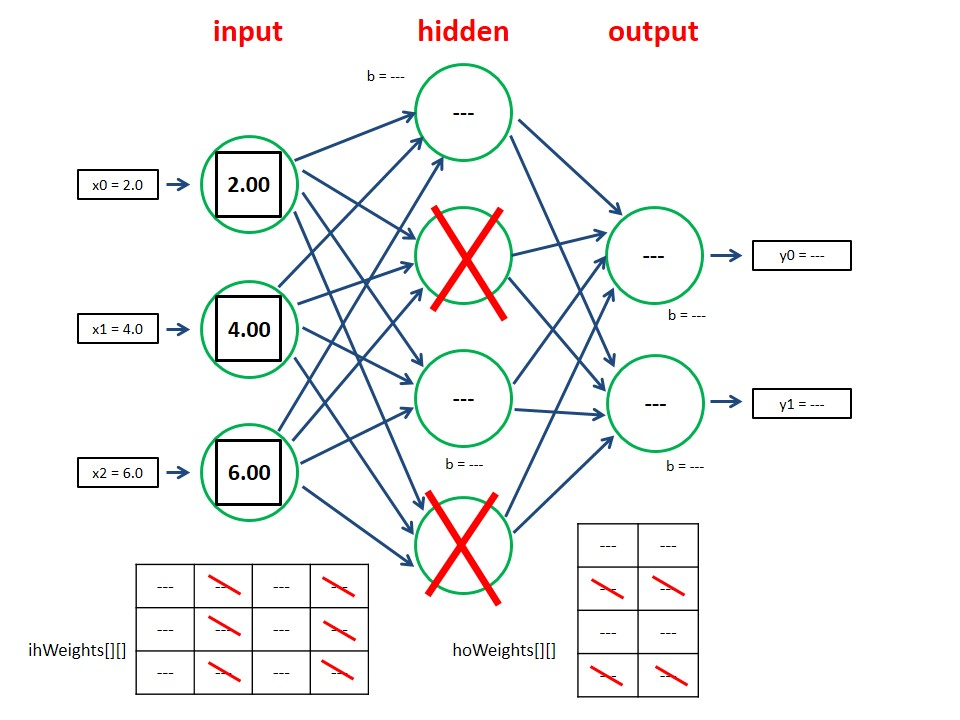 input hidden output
b = ---
---
x0 = 2.0
2.00
---
y0 = ---
b = ---
x1 = 4.0
4.00
---
---
y1 = ---
b = ---
b = ---
x2 = 6.0
6.00
ihWeights[][]
--- --- --- ---
--- --- --- ---
--- --- --- ---
hoWeights[][]
--- ---
--- ---
--- ---
--- ---